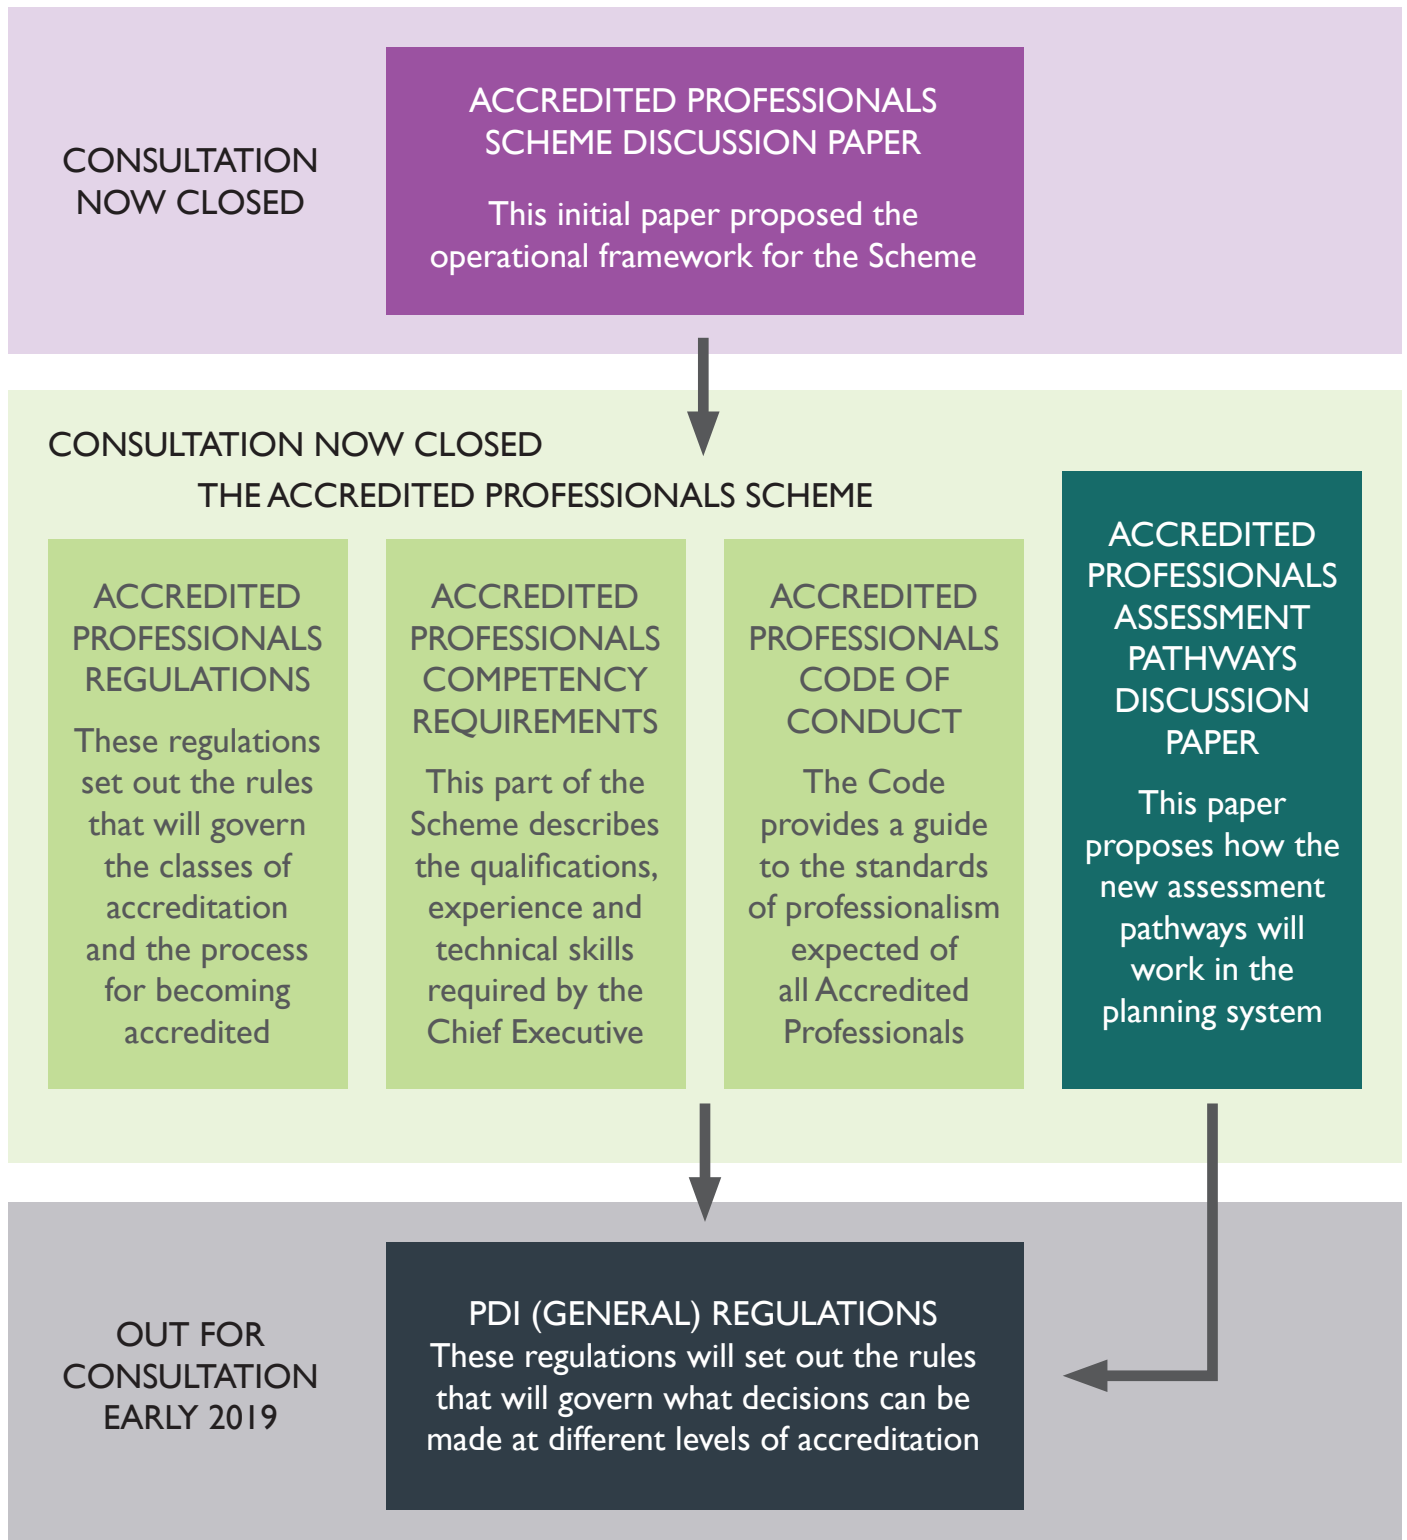 CONSULTATION
NOW CLOSED
ACCREDITED PROFESSIONALS
SCHEME DISCUSSION PAPER
This initial paper proposed the
operational framework for the Scheme
CONSULTATION NOW CLOSED
THE ACCREDITED PROFESSIONALS SCHEME
ACCREDITED
PROFESSIONALS
REGULATIONS
These regulations
set out the rules
that will govern
the classes of
accreditation
and the process
for becoming
accredited
ACCREDITED
PROFESSIONALS
COMPETENCY
REQUIREMENTS
This part of the
Scheme describes
the qualifications,
experience and
technical skills
required by the
Chief Executive
ACCREDITED
PROFESSIONALS
CODE OF
CONDUCT
The Code
provides a guide
to the standards
of professionalism
expected of
all Accredited
Professionals
ACCREDITED
PROFESSIONALS
ASSESSMENT
PATHWAYS
DISCUSSION
PAPER
This paper
proposes how the
new assessment
pathways will
work in the
planning system
OUT FOR
CONSULTATION
EARLY 2019
PDI (GENERAL) REGULATIONS
These regulations will set out the rules
that will govern what decisions can be
made at different levels of accreditation